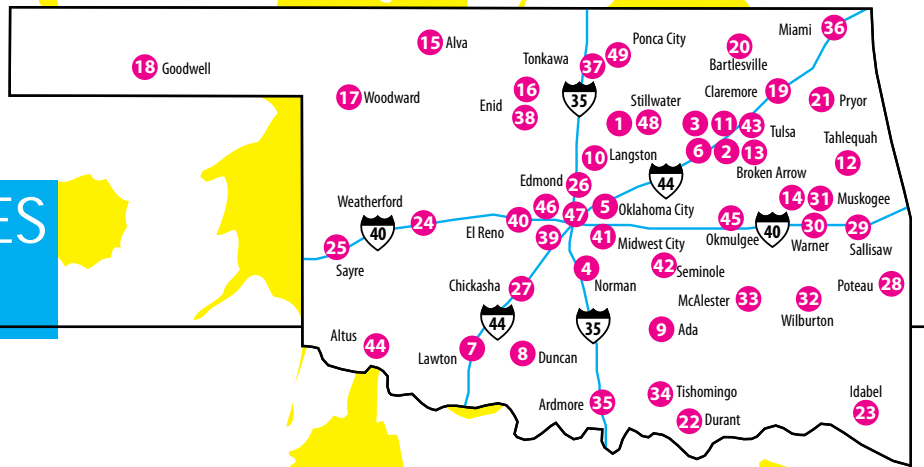 36
Miami
15
Alva
Ponca City
49
20
Bartlesville
Tonkawa
37
18
Goodwell
16
Claremore
19
17
Woodward
35
21
Pryor
Enid
38
Stillwater
1
48
3
11
43
Tulsa
Tahlequah
12
10
Langston
6
2
13
Broken Arrow
44
Edmond
26
14
31
Muskogee
ES
Weatherford
46
5
Oklahoma City
24
40
El Reno
40
47
45
Okmulgee
40
30
Warner
29
Sallisaw
25
Sayre
39
41
Midwest City
4
Norman
42
Seminole
Chickasha
27
Poteau
28
McAlester
33
32
Wilburton
44
35
9
Ada
Altus
44
Lawton
7
8
Duncan
Ardmore
35
34
Tishomingo
Idabel
23
22
Durant